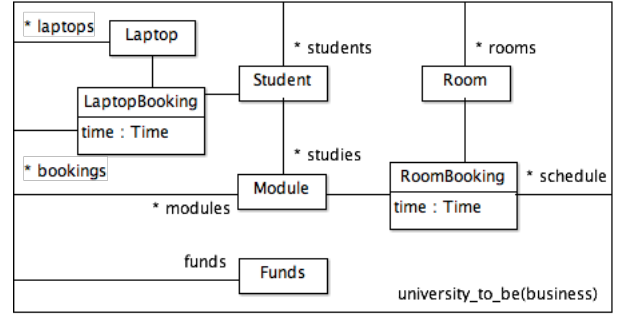 * laptops
Laptop
* students
* rooms
Student
Room
LaptopBooking
time : Time
* studies
* bookings
RoomBooking
* schedule
Module
time : Time
* modules
funds
Funds
university_to_be(business)